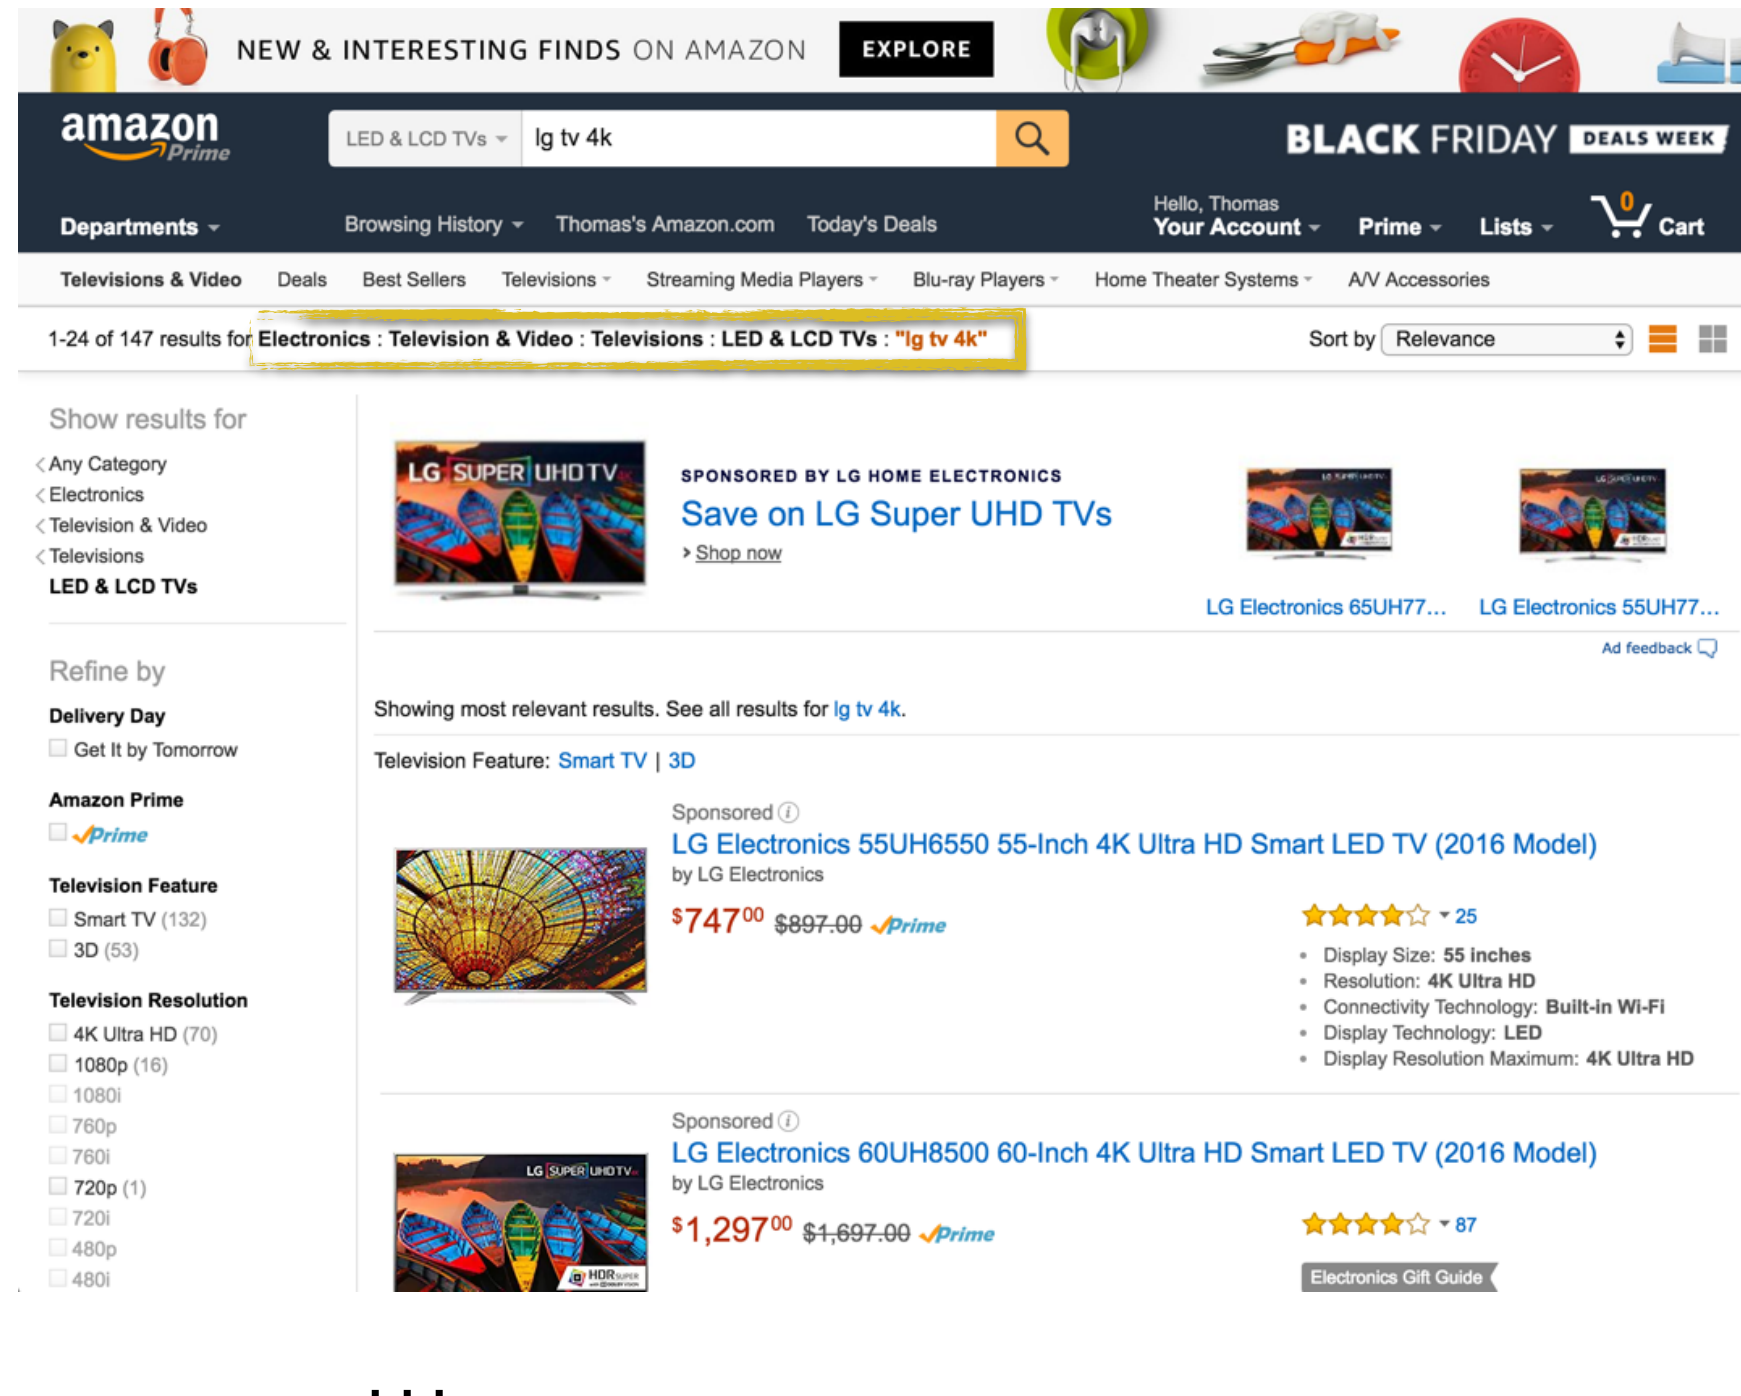 NEW & INTERESTING FINDS ON AMAZON EXPLORE
amazon Prime
LED & LCD TVs lg tv 4k
BLACK FRIDAY DEALS WEEK
Departments Browsing History Thomas's Amazon.com Today's Deals
Hello, Thomas
Your Account Prime Lists 0 Cart
Televisions & Video Deals Best Sellers Televisions Streaming Media Players Blu-ray Players Home Theater Systems A/V Accessories
1-24 of 147 results for Electronics : Television & Video : Televisions : LED & LCD TVs : "lg tv 4k"
Sort by Relevance
Show results for
Any Category
Electronics
Television & Video
Televisions
LED & LCD TVs
Refine by
Delivery Day
Get It by Tomorrow
Amazon Prime
Prime
Television Feature
Smart TV (132)
3D (53)
Television Resolution
4K Ultra HD (70)
1080p (16)
1080i
760p
760i
720p (1)
720i
480p
480i
LG SUPER UHD TV
SPONSORED BY LG HOME ELECTRONICS
Save on LG Super UHD TVs
Shop now
LG Electronics 65UH77...
LG Electronics 55UH77...
Ad feedback
Showing most relevant results. See all results for lg tv 4k.
Television Feature: Smart TV | 3D
Sponsored
LG Electronics 55UH6550 55-Inch 4K Ultra HD Smart LED TV (2016 Model)
by LG Electronics
$74700 $897.00 Prime
25
Display Size: 55 inches
Resolution: 4K Ultra HD
Connectivity Technology: Built-in Wi-Fi
Display Technology: LED
Display Resolution Maximum: 4K Ultra HD
Sponsored
LG Electronics 60UH8500 60-Inch 4K Ultra HD Smart LED TV (2016 Model)
by LG Electronics
$1,29700 $1,697.00 Prime
87
Electronics Gift Guide
LG SUPER UHD TV
HDR SUPER